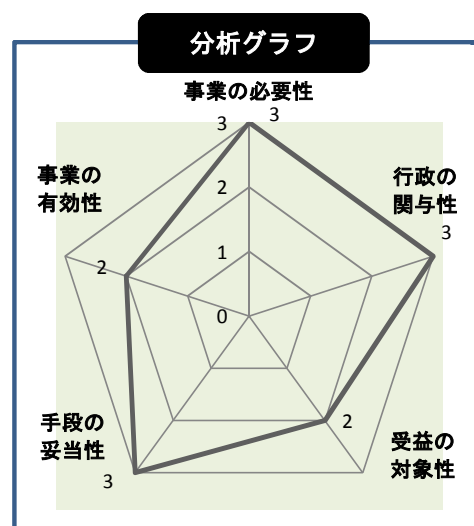 分析グラフ
事業の必要性
3
3
行政の
関与性
3
事業の
有効性
2
2
1
0
2
手段の
妥当性
3
受益の
対象性